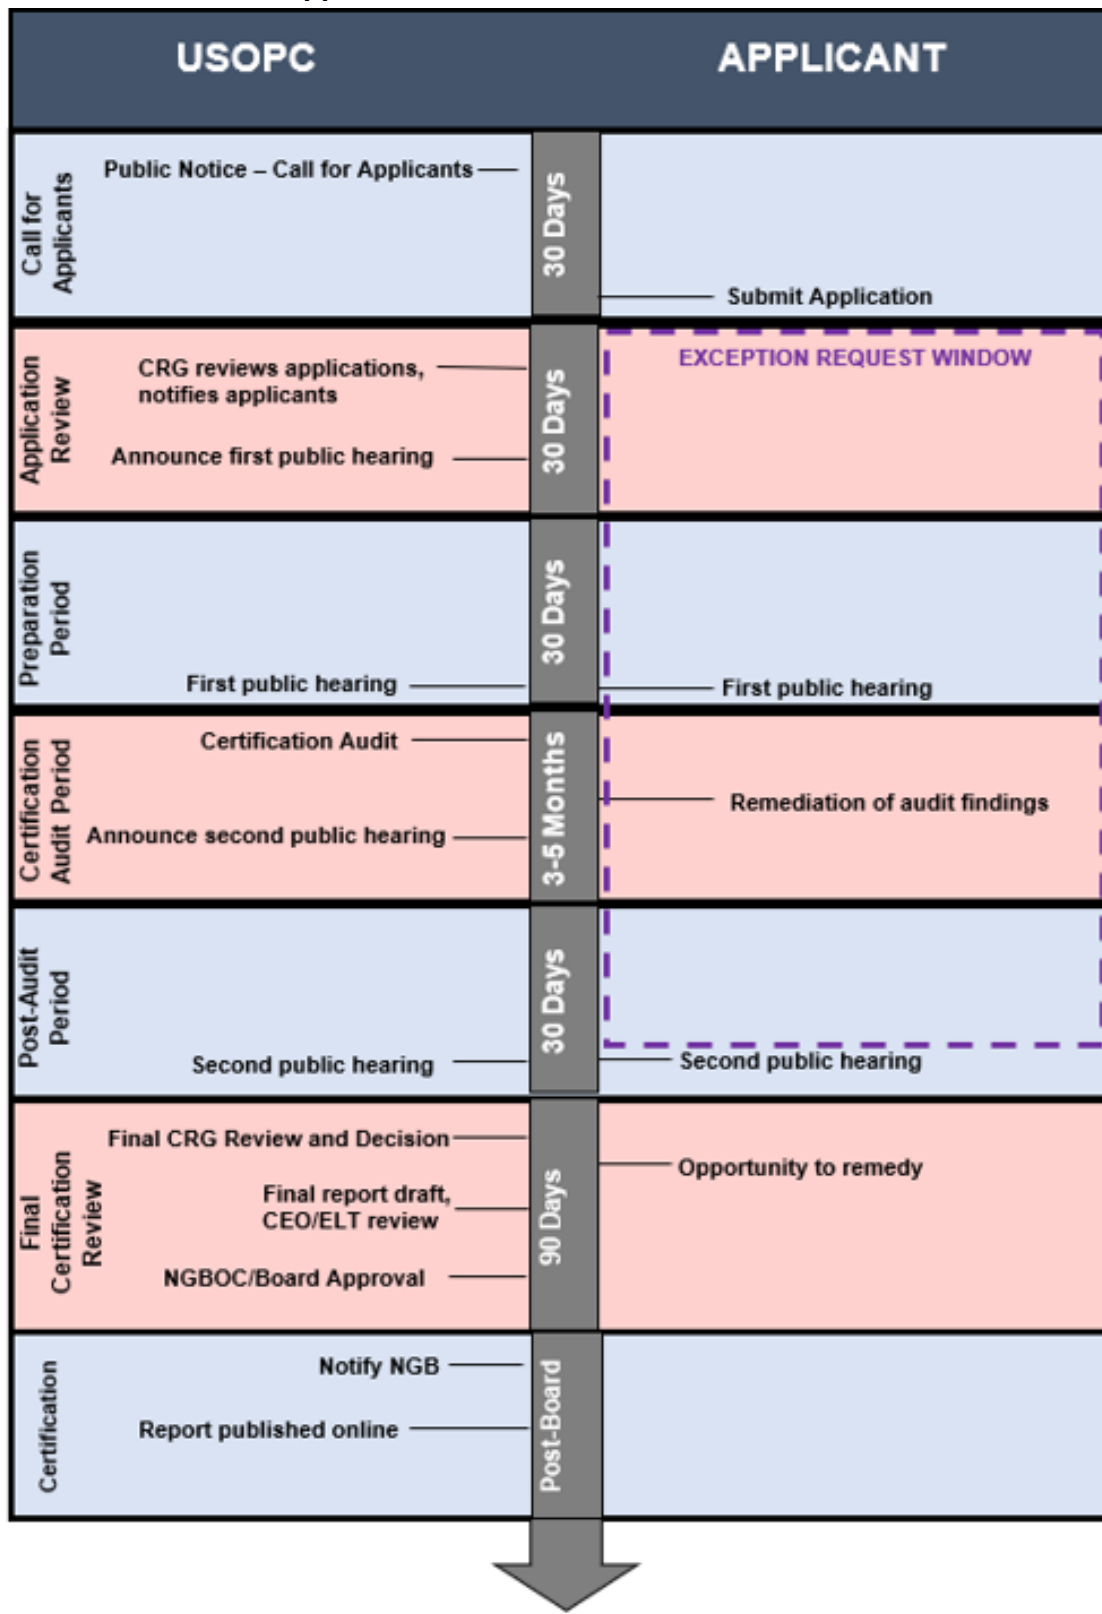 USOPC
APPLICANT
Call for
Applicants
Public Notice – Call for Applicants
30 Days
Submit Application
Application
Review
CRG reviews applications,
notifies applicants
Announce first public hearing
30 Days
EXCEPTION REQUEST WINDOW
Preparation
Period
First public hearing
30 Days
First public hearing
Certification
Audit Period
Certification Audit
Announce second public hearing
3-5 Months
Remediation of audit findings
Post-Audit
Period
Second public hearing
30 Days
Second public hearing
Final
Certification
Review
Final CRG Review and Decision
Final report draft,
CEO/ELT review
NGBOC/Board Approval
90 Days
Opportunity to remedy
Certification
Notify NGB
Report published online
Post-Board